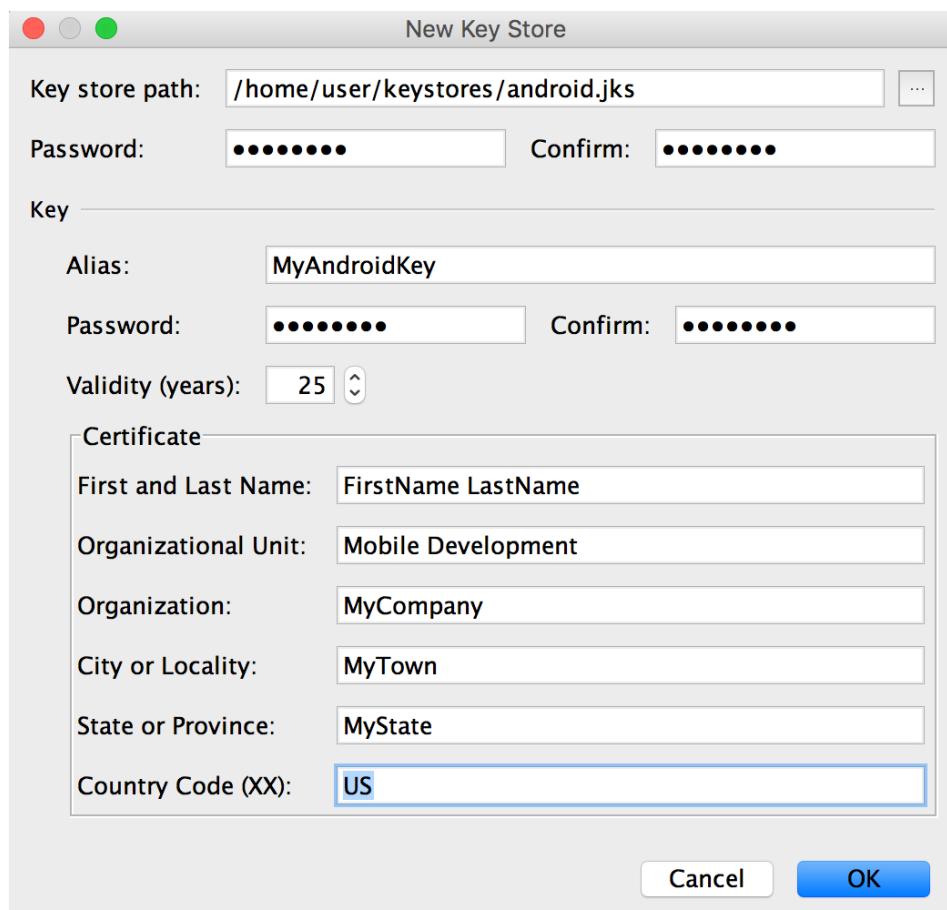 New Key Store
Key store path: /home/user/keystores/android.jks ...
Password: •••••••• Confirm: ••••••••
Key
Alias: MyAndroidKey
Password: •••••••• Confirm: ••••••••
Validity (years): 25
Certificate
First and Last Name: FirstName LastName
Organizational Unit: Mobile Development
Organization: MyCompany
City or Locality: MyTown
State or Province: MyState
Country Code (XX): US
Cancel OK